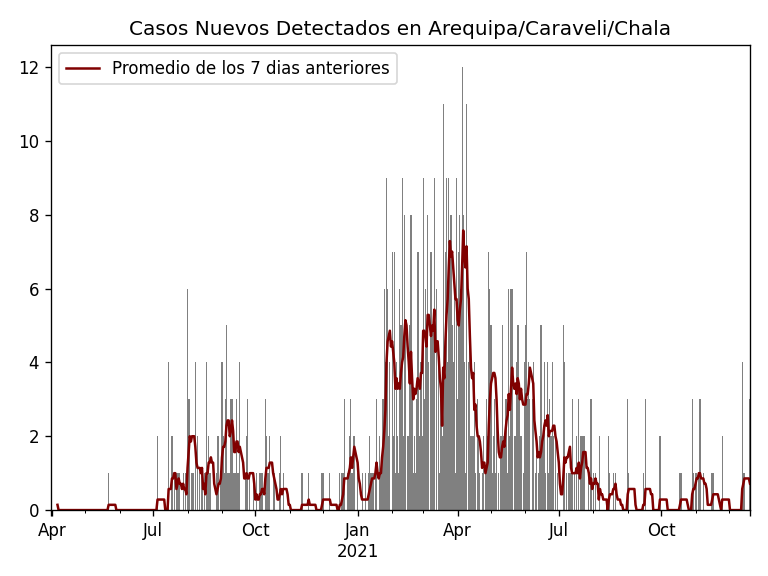 Casos Nuevos Detectados en Arequipa/Caraveli/Chala
Promedio de los 7 dias anteriores
12
10
8
6
4
2
0
Apr Jul Oct Jan Apr Jul Oct
2021